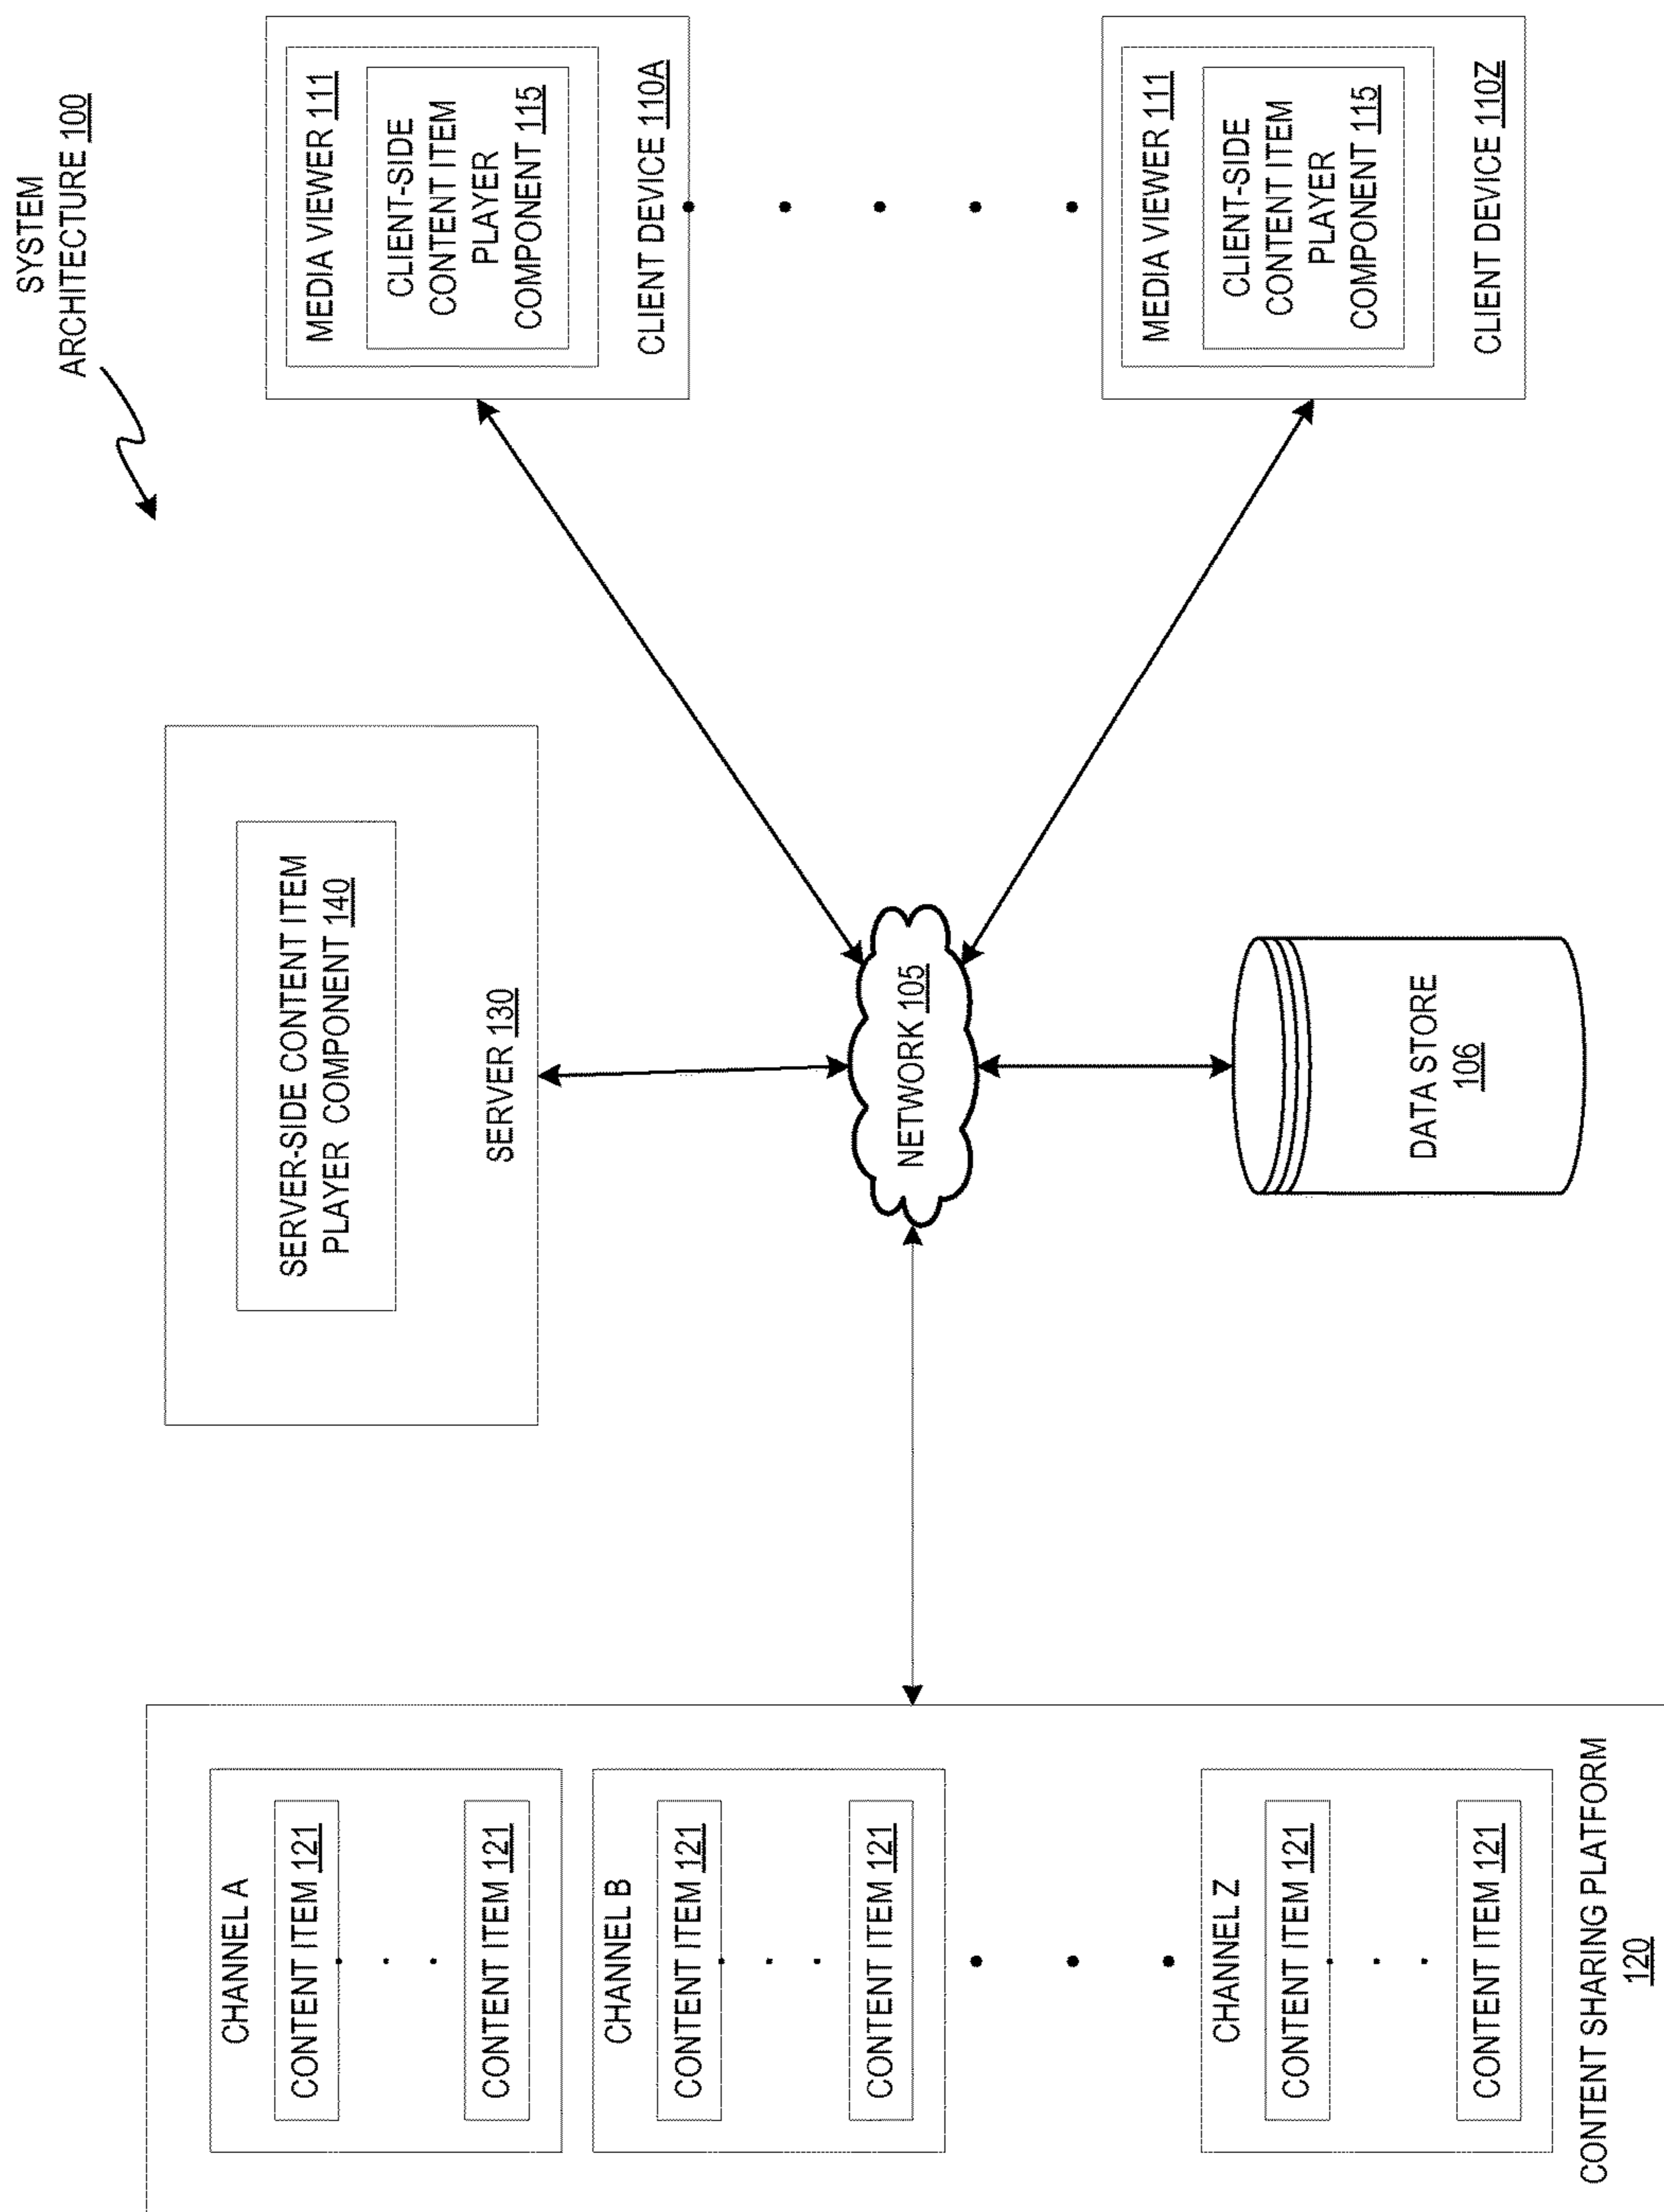 SYSTEM
ARCHITECTURE 100
CHANNEL A
CONTENT ITEM 121
CONTENT ITEM 121
CHANNEL B
CONTENT ITEM 121
CONTENT ITEM 121
CHANNEL Z
CONTENT ITEM 121
CONTENT ITEM 121
CONTENT SHARING PLATFORM
120
SERVER-SIDE CONTENT ITEM
PLAYER COMPONENT 140
SERVER 130
NETWORK 105
DATA STORE
106
MEDIA VIEWER 111
CLIENT-SIDE
CONTENT ITEM
PLAYER
COMPONENT 115
CLIENT DEVICE 110A
MEDIA VIEWER 111
CLIENT-SIDE
CONTENT ITEM
PLAYER
COMPONENT 115
CLIENT DEVICE 110Z